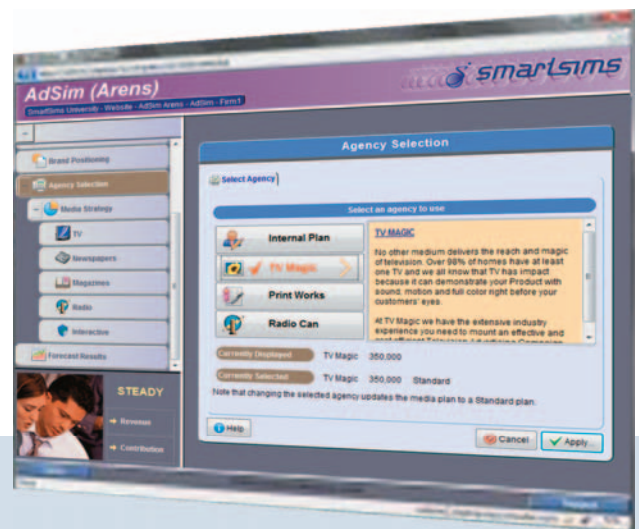 smartsims
AdSim (Arens)
SmartSims University - Website - AdSim Arens - AdSim - Firm1
Agency Selection
Brand Positioning
Agency Selection
Media Strategy
TV
Newspapers
Magazines
Radio
Interactive
Forecast Results
Select Agency
Select an agency to use
Internal Plan
TV Magic
Print Works
Radio Can
TV MAGIC
No other medium delivers the reach and magic
of television. Over 98% of homes have at least
one TV and we all know that TV has impact
because it can demonstrate your Product with
sound, motion and full color right before your
customers' eyes.
At TV Magic we have the extensive industry
experience you need to mount an effective and
cost efficient Television Advertising Campaign
Currently Displayed TV Magic 350,000
Currently Selected TV Magic 350,000 Standard
Note that changing the selected agency updates the media plan to a Standard plan.
Help
Cancel
Apply...
STEADY
Revenue
Contribution